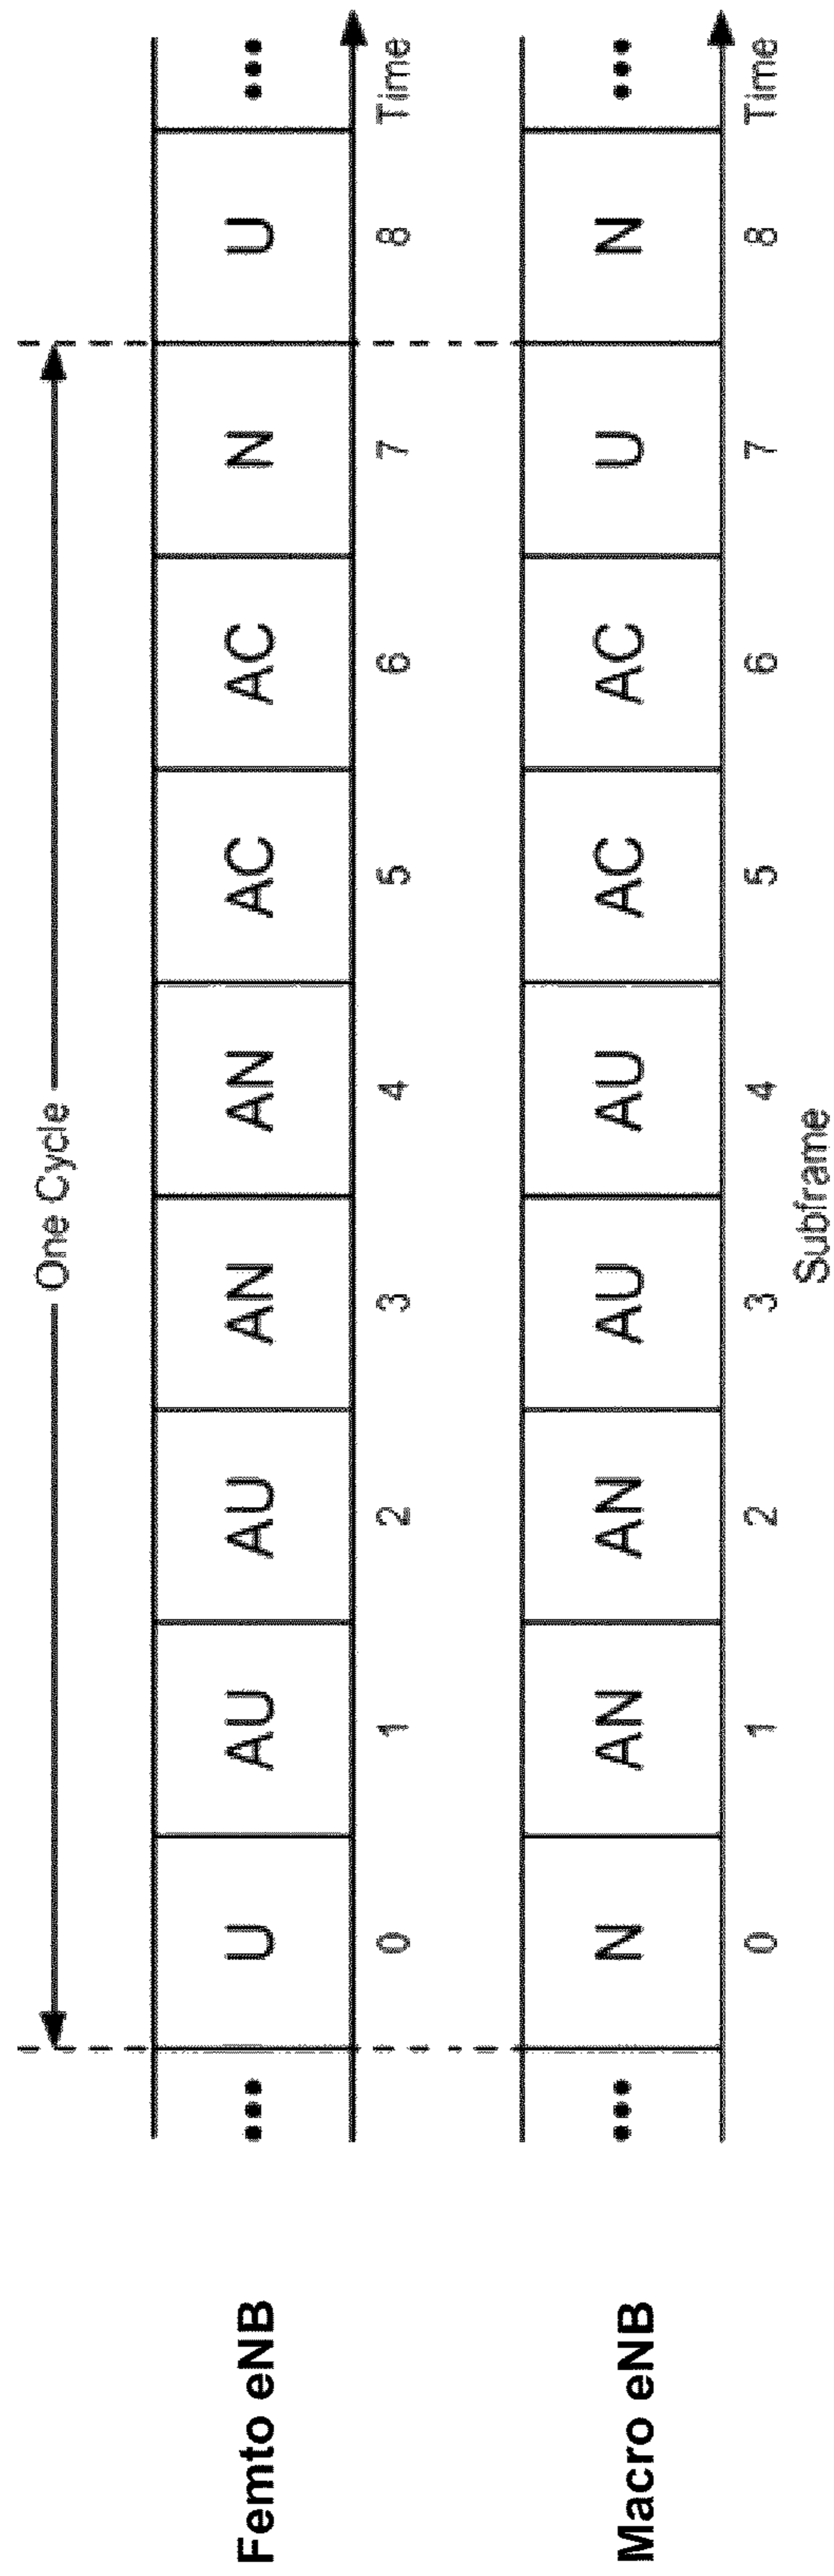 One Cycle
Femto eNB ••• U AU AU AN AN AC AC N U •••
0 1 2 3 4 5 6 7 8 Time
Macro eNB ••• N AN AN AU AU AC AC U N •••
0 1 2 3 4 5 6 7 8 Time
Subframe